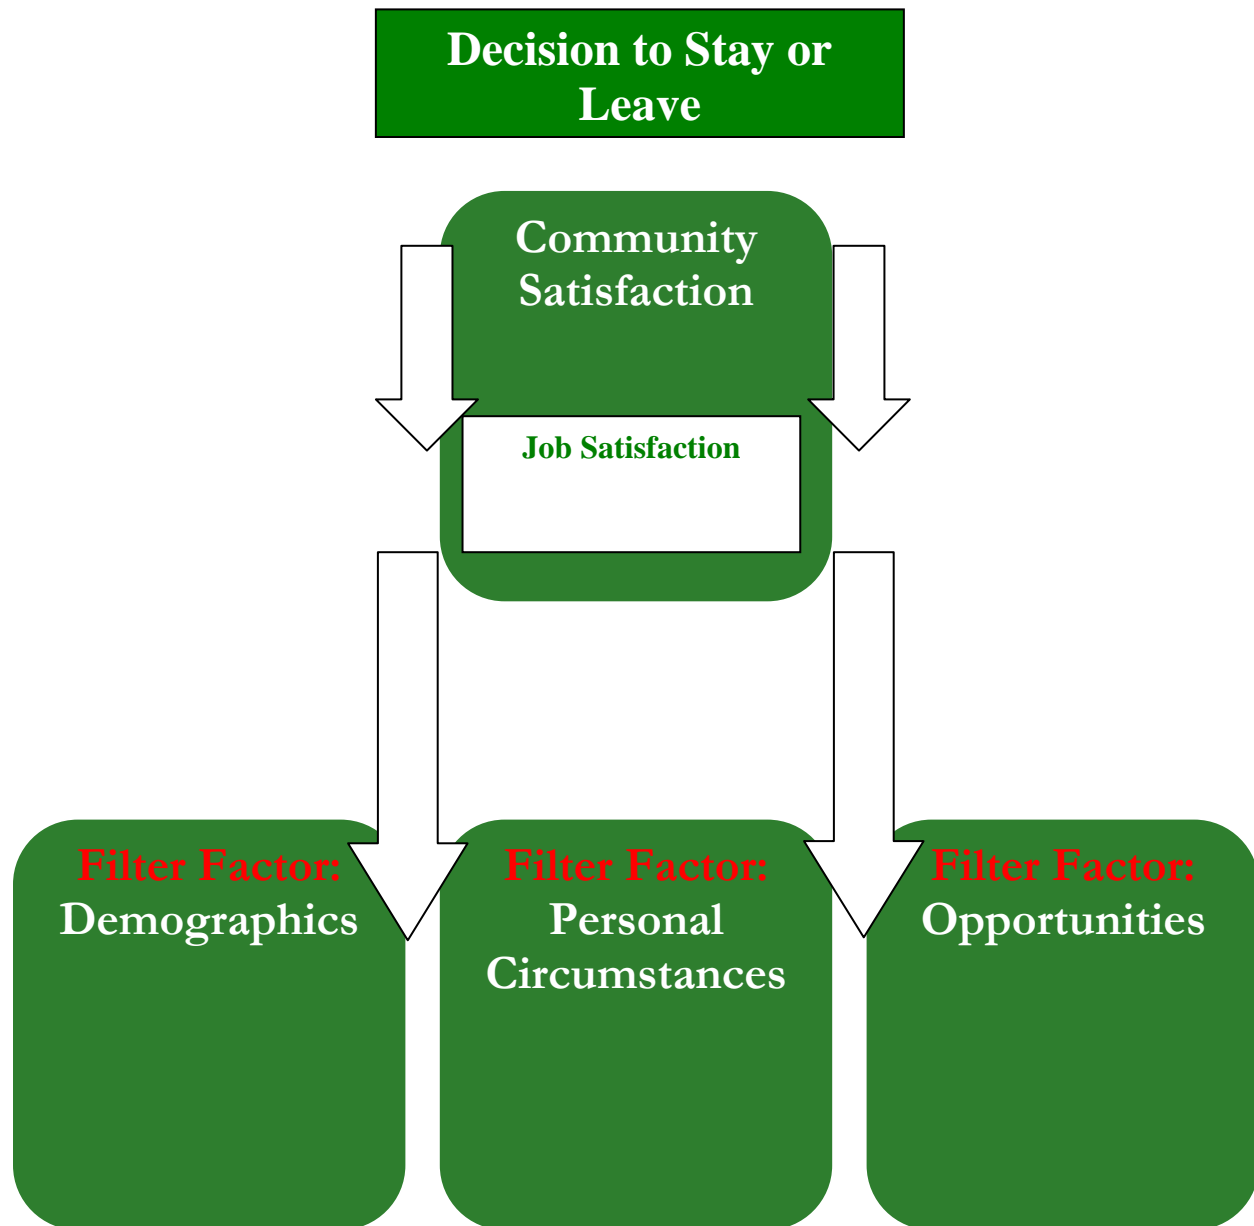 Decision to Stay or
Leave
Community
Satisfaction
Job Satisfaction
Filter Factor:
Demographics
Filter Factor:
Personal
Circumstances
Filter Factor:
Opportunities